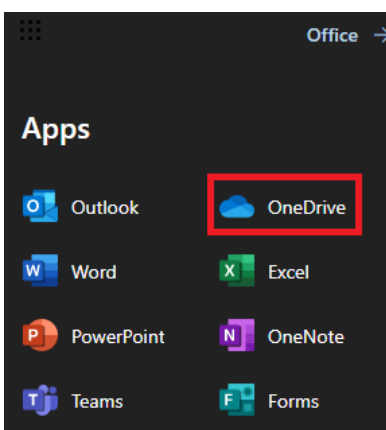 Office →
Apps
Outlook OneDrive
Word Excel
PowerPoint OneNote
Teams Forms